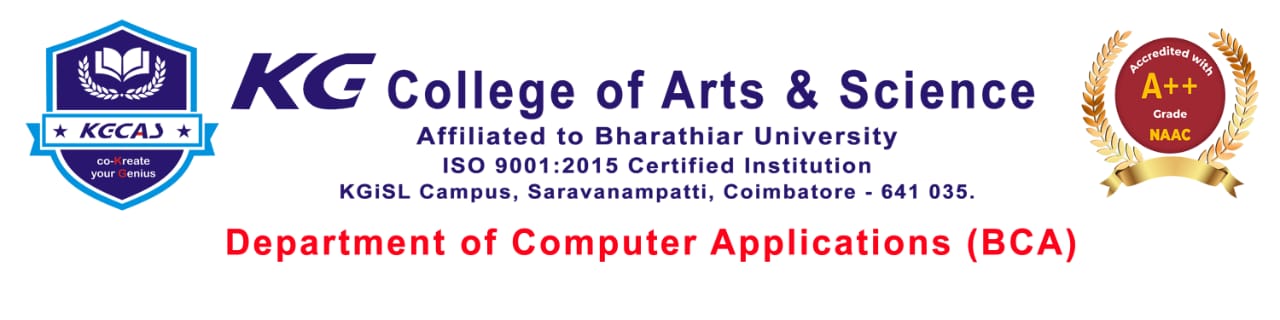 KG College of Arts & Science
Affiliated to Bharathiar University
ISO 9001:2015 Certified Institution
KGiSL Campus, Saravanampatti, Coimbatore - 641 035.
Department of Computer Applications (BCA)
★ KGCAS ★
co-Kreate
your Genius
Accredited with
A++
Grade
NAAC